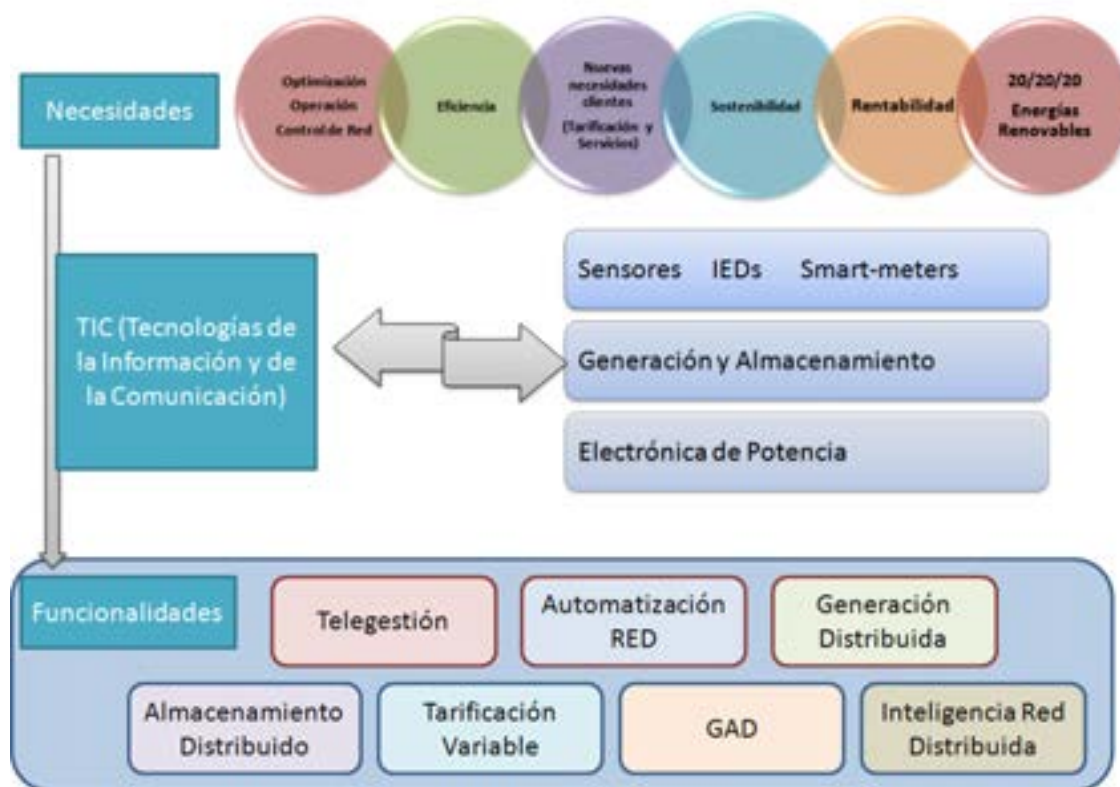 Necesidades
Optimización
Operación
Control de Red
Eficiencia
Nuevas
necesidades
clientes
(Tarificación y
Servicios)
Sostenibilidad
Rentabilidad
20/20/20
Energías
Renovables
TIC (Tecnologías de
la Información y de
la Comunicación)
Sensores IEDs Smart-meters
Generación y Almacenamiento
Electrónica de Potencia
Funcionalidades
Telegestión
Automatización
RED
Generación
Distribuida
Almacenamiento
Distribuido
Tarificación
Variable
GAD
Inteligencia Red
Distribuida